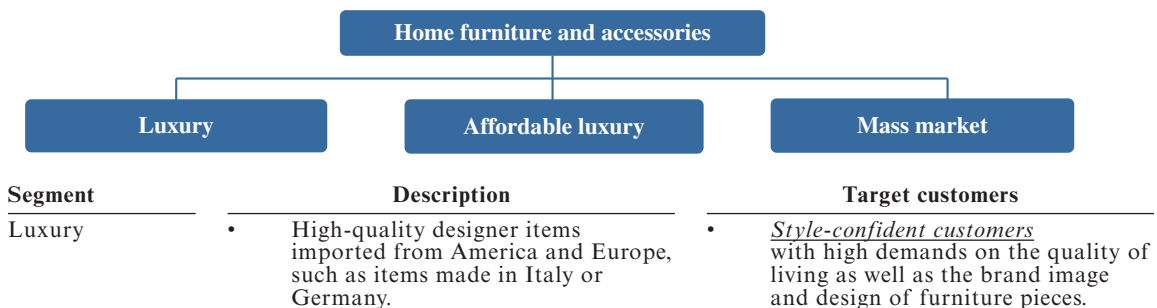 Home furniture and accessories
Luxury
Affordable luxury
Mass market
Segment
Description
Target customers
Luxury
• High-quality designer items
imported from America and Europe,
such as items made in Italy or
Germany.
• Style-confident customers
with high demands on the quality of
living as well as the brand image
and design of furniture pieces.